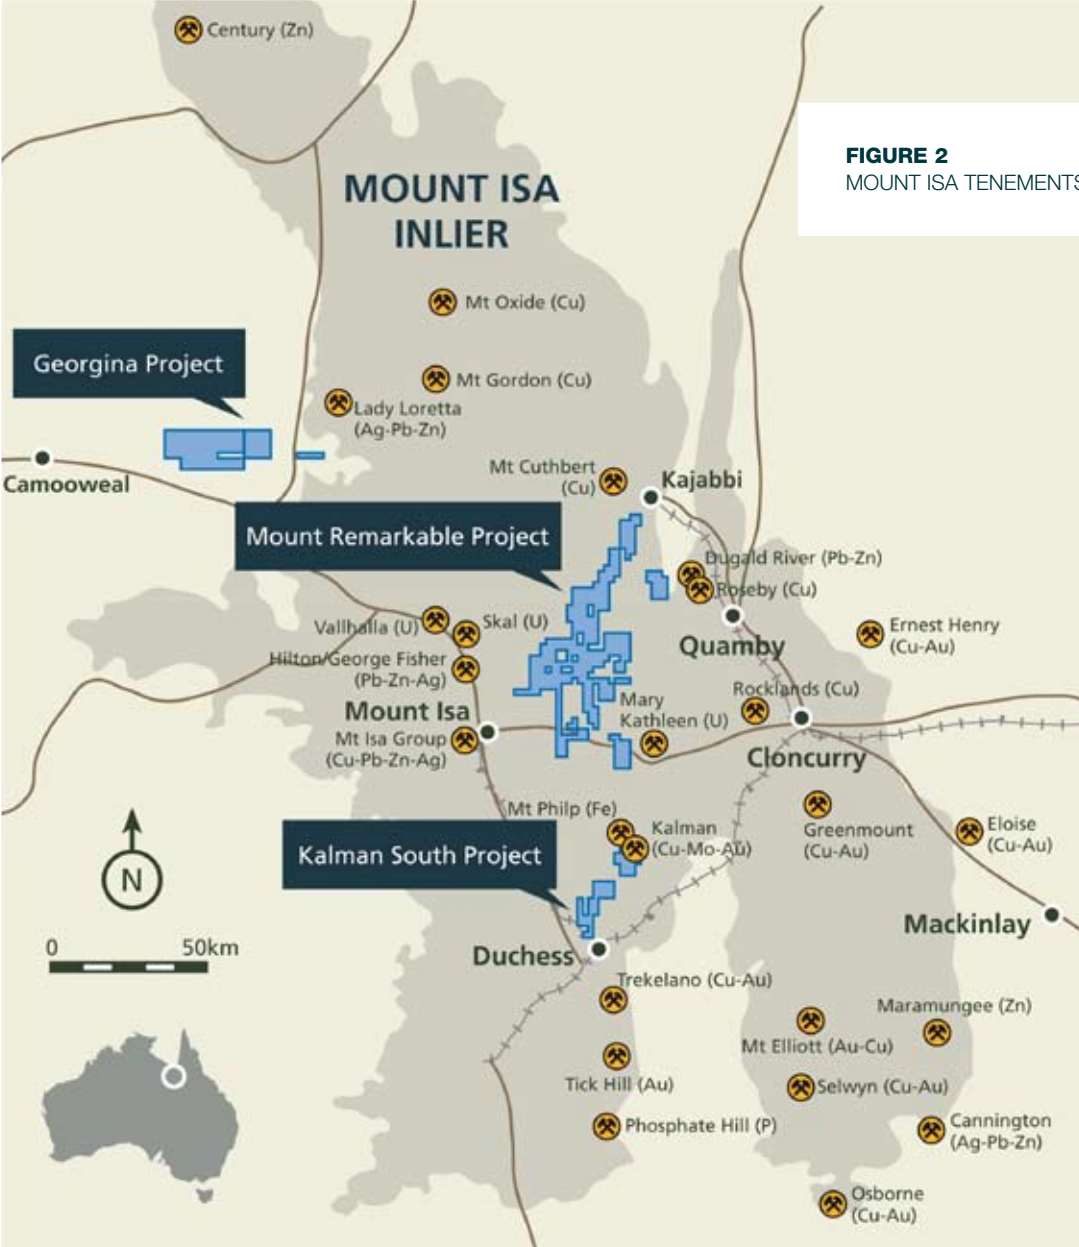 Century (Zn)
FIGURE 2
MOUNT ISA TENEMENTS
MOUNT ISA
INLIER
Mt Oxide (Cu)
Georgina Project
Mt Gordon (Cu)
Lady Loretta
(Ag-Pb-Zn)
Camooweal
Mt Cuthbert
(Cu)
Kajabbi
Mount Remarkable Project
Dugald River (Pb-Zn)
Roseby (Cu)
Vallhalla (U)
Skal (U)
Ernest Henry
(Cu-Au)
Quamby
Hilton/George Fisher
(Pb-Zn-Ag)
Rocklands (Cu)
Mary
Kathleen (U)
Mount Isa
Mt Isa Group
(Cu-Pb-Zn-Ag)
Cloncurry
Mt Philp (Fe)
Kalman
(Cu-Mo-Au)
Greenmount
(Cu-Au)
Eloise
(Cu-Au)
Kalman South Project
N
0 50km
Mackinlay
Duchess
Trekelano (Cu-Au)
Maramungee (Zn)
Mt Elliott (Au-Cu)
Tick Hill (Au)
Selwyn (Cu-Au)
Phosphate Hill (P)
Cannington
(Ag-Pb-Zn)
Osborne
(Cu-Au)